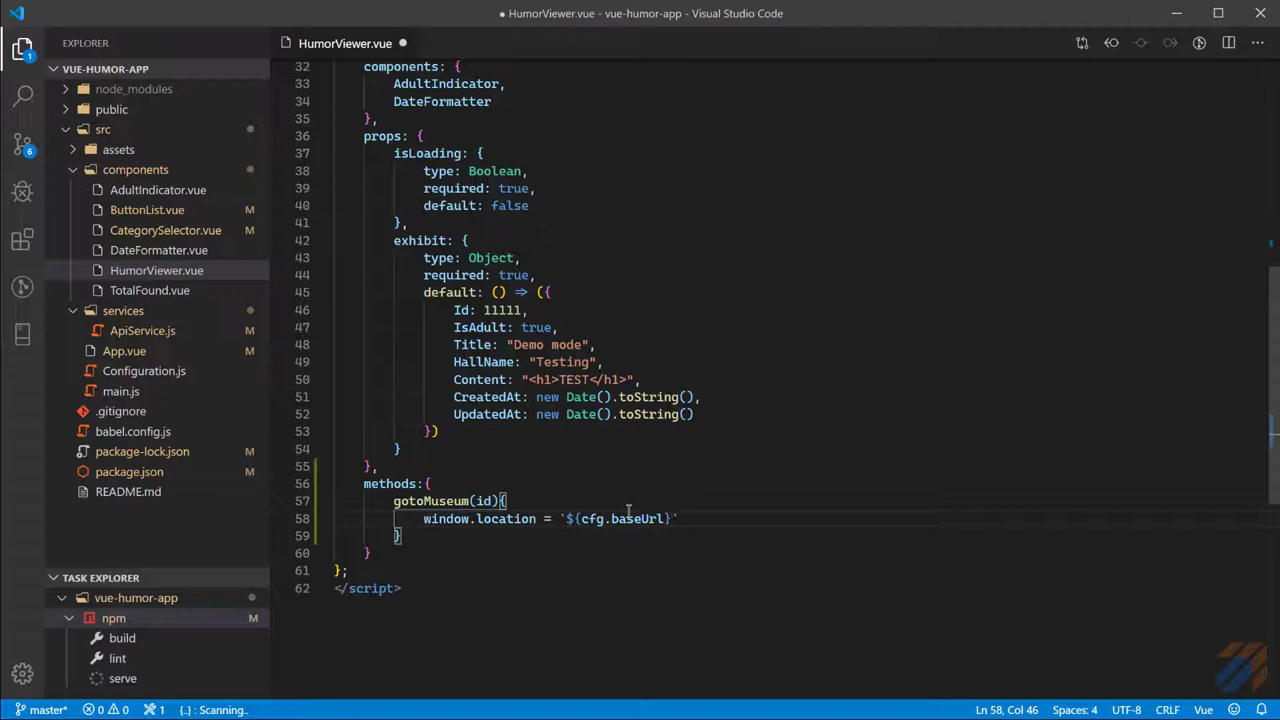 ● HumorViewer.vue - vue-humor-app - Visual Studio Code
EXPLORER
VUE-HUMOR-APP
node_modules
public
src
assets
components
AdultIndicator.vue
ButtonList.vue M
CategorySelector.vue M
DateFormatter.vue
HumorViewer.vue
TotalFound.vue
services
ApiService.js M
App.vue M
Configuration.js
main.js
.gitignore
babel.config.js
package-lock.json M
package.json M
README.md
TASK EXPLORER
vue-humor-app
npm M
build
lint
serve
1
6
HumorViewer.vue ●
32 components: {
33 AdultIndicator,
34 DateFormatter
35 },
36 props: {
37 isLoading: {
38 type: Boolean,
39 required: true,
40 default: false
41 },
42 exhibit: {
43 type: Object,
44 required: true,
45 default: () => ({
46 Id: 11111,
47 IsAdult: true,
48 Title: "Demo mode",
49 HallName: "Testing",
50 Content: "<h1>TEST</h1>",
51 CreatedAt: new Date().toString(),
52 UpdatedAt: new Date().toString()
53 })
54 }
55 },
56 methods:{
57 gotoMuseum(id){
58 window.location = `${cfg.baseUrl}`
59 }
60 }
61 };
62 </script>
master* 0 0 1 {..} : Scanning.. Ln 58, Col 46 Spaces: 4 UTF-8 CRLF Vue